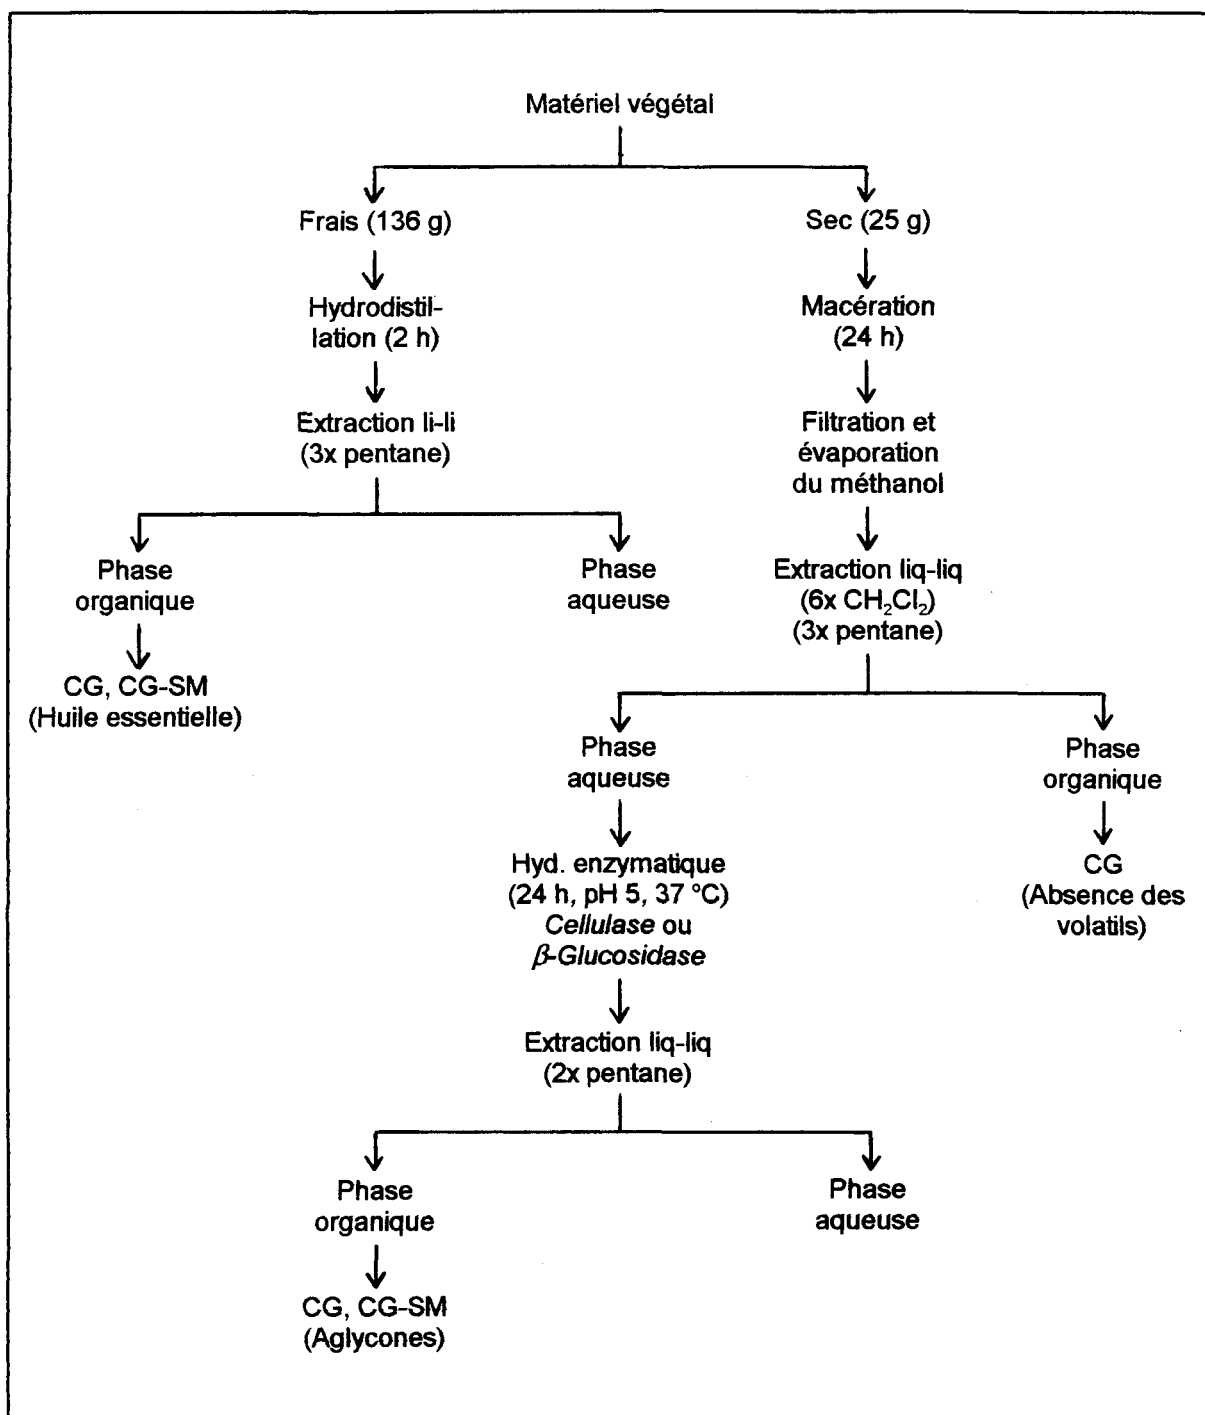 Matériel végétal
Frais (136 g)
Sec (25 g)
Hydrodistil-
lation (2 h)
Macération
(24 h)
Extraction li-li
(3x pentane)
Filtration et
évaporation
du méthanol
Phase
organique
Phase
aqueuse
Extraction liq-liq
(6x CH₂Cl₂)
(3x pentane)
CG, CG-SM
(Huile essentielle)
Phase
aqueuse
Phase
organique
Hyd. enzymatique
(24 h, pH 5, 37 °C)
Cellulase ou
β-Glucosidase
CG
(Absence des
volatils)
Extraction liq-liq
(2x pentane)
Phase
organique
Phase
aqueuse
CG, CG-SM
(Aglycones)